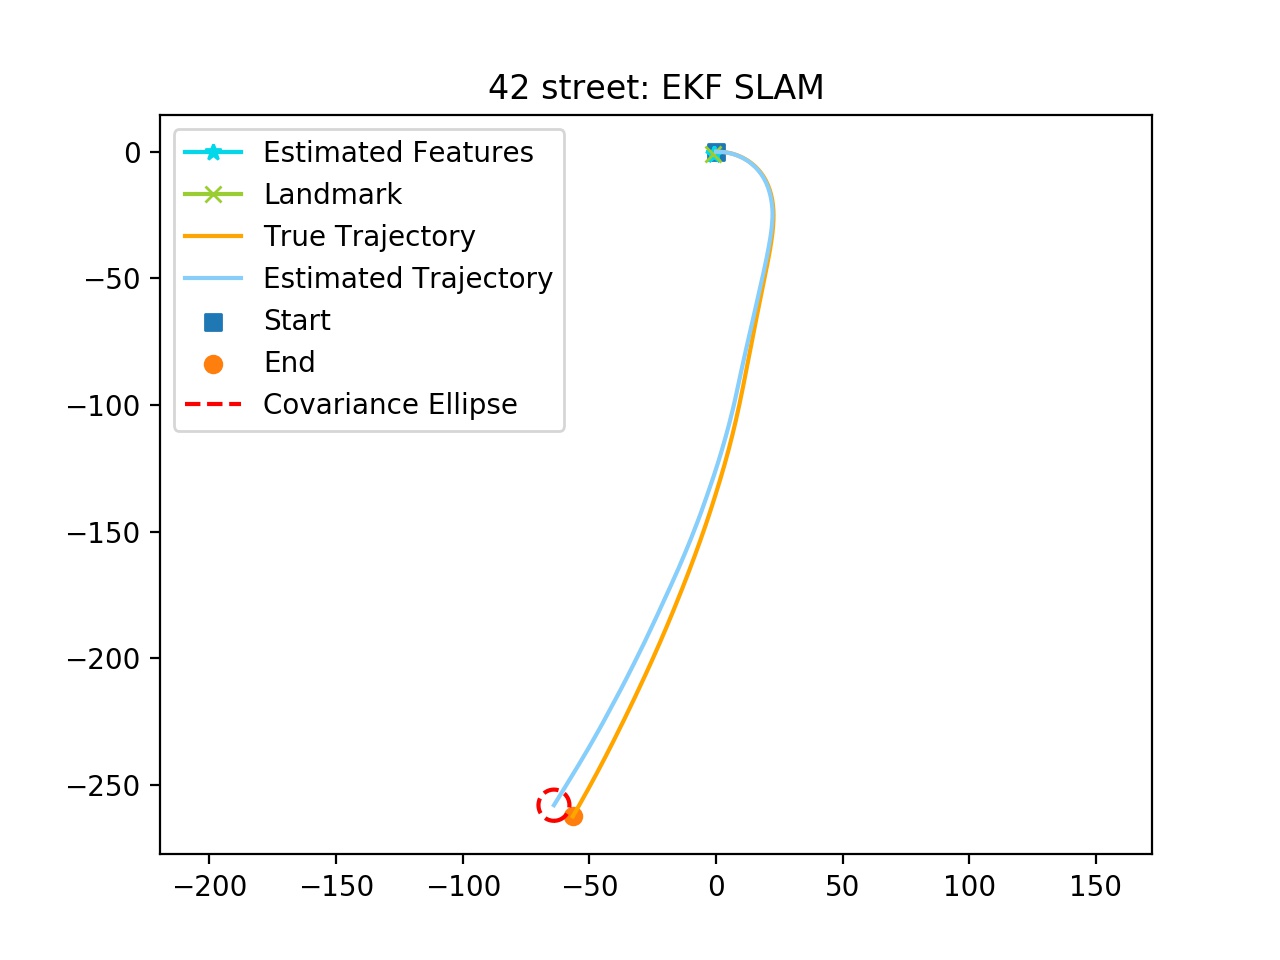 42 street: EKF SLAM
Estimated Features
Landmark
True Trajectory
Estimated Trajectory
Start
End
Covariance Ellipse
0
−50
−100
−150
−200
−250
−200 −150 −100 −50 0 50 100 150